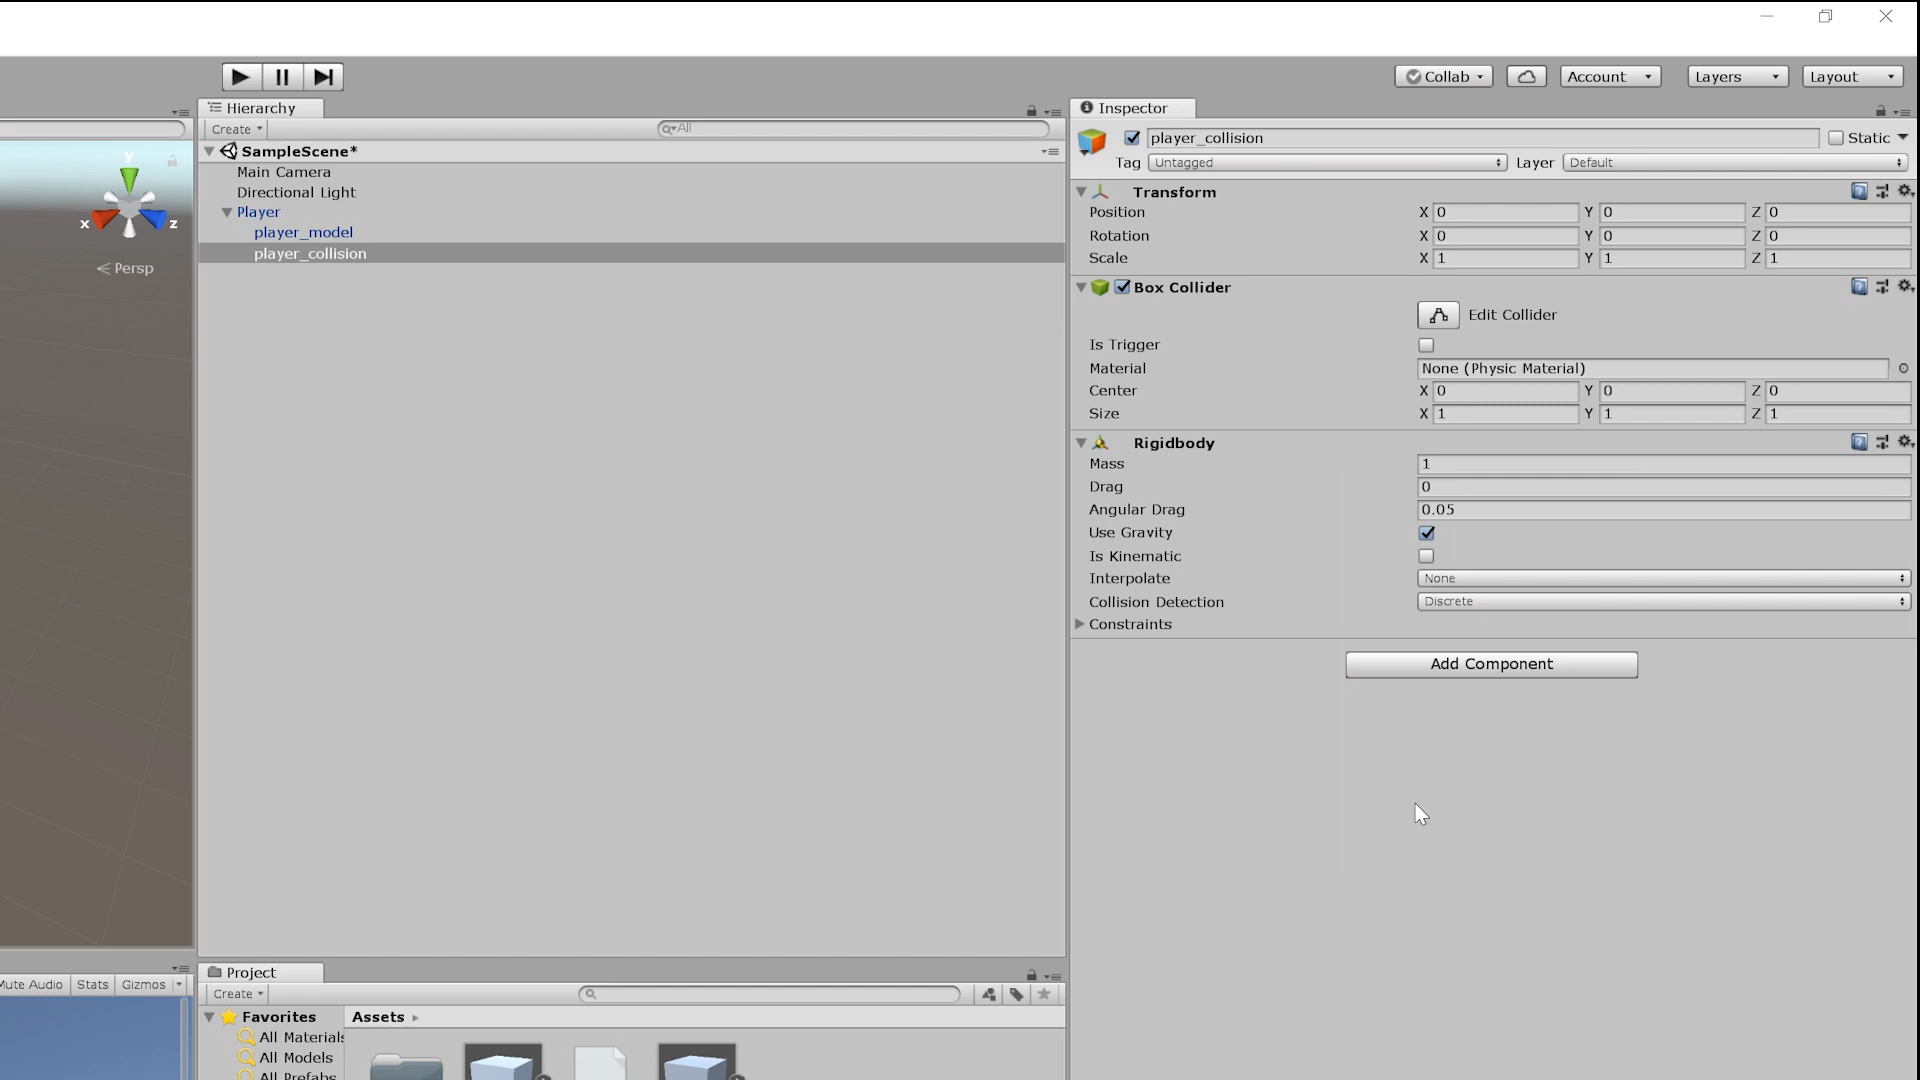 Collab
Account
Layers
Layout
Hierarchy
Inspector
Create
All
player_collision
Static
Tag Untagged Layer Default
SampleScene*
Main Camera
Directional Light
Player
player_model
player_collision
y
x
z
Persp
Transform
Position X 0 Y 0 Z 0
Rotation X 0 Y 0 Z 0
Scale X 1 Y 1 Z 1
Box Collider
Edit Collider
Is Trigger
Material None (Physic Material)
Center X 0 Y 0 Z 0
Size X 1 Y 1 Z 1
Rigidbody
Mass 1
Drag 0
Angular Drag 0.05
Use Gravity
Is Kinematic
Interpolate None
Collision Detection Discrete
Constraints
Add Component
Project
Mute Audio Stats Gizmos
Create
Favorites
Assets
All Materials
All Models
All Prefabs